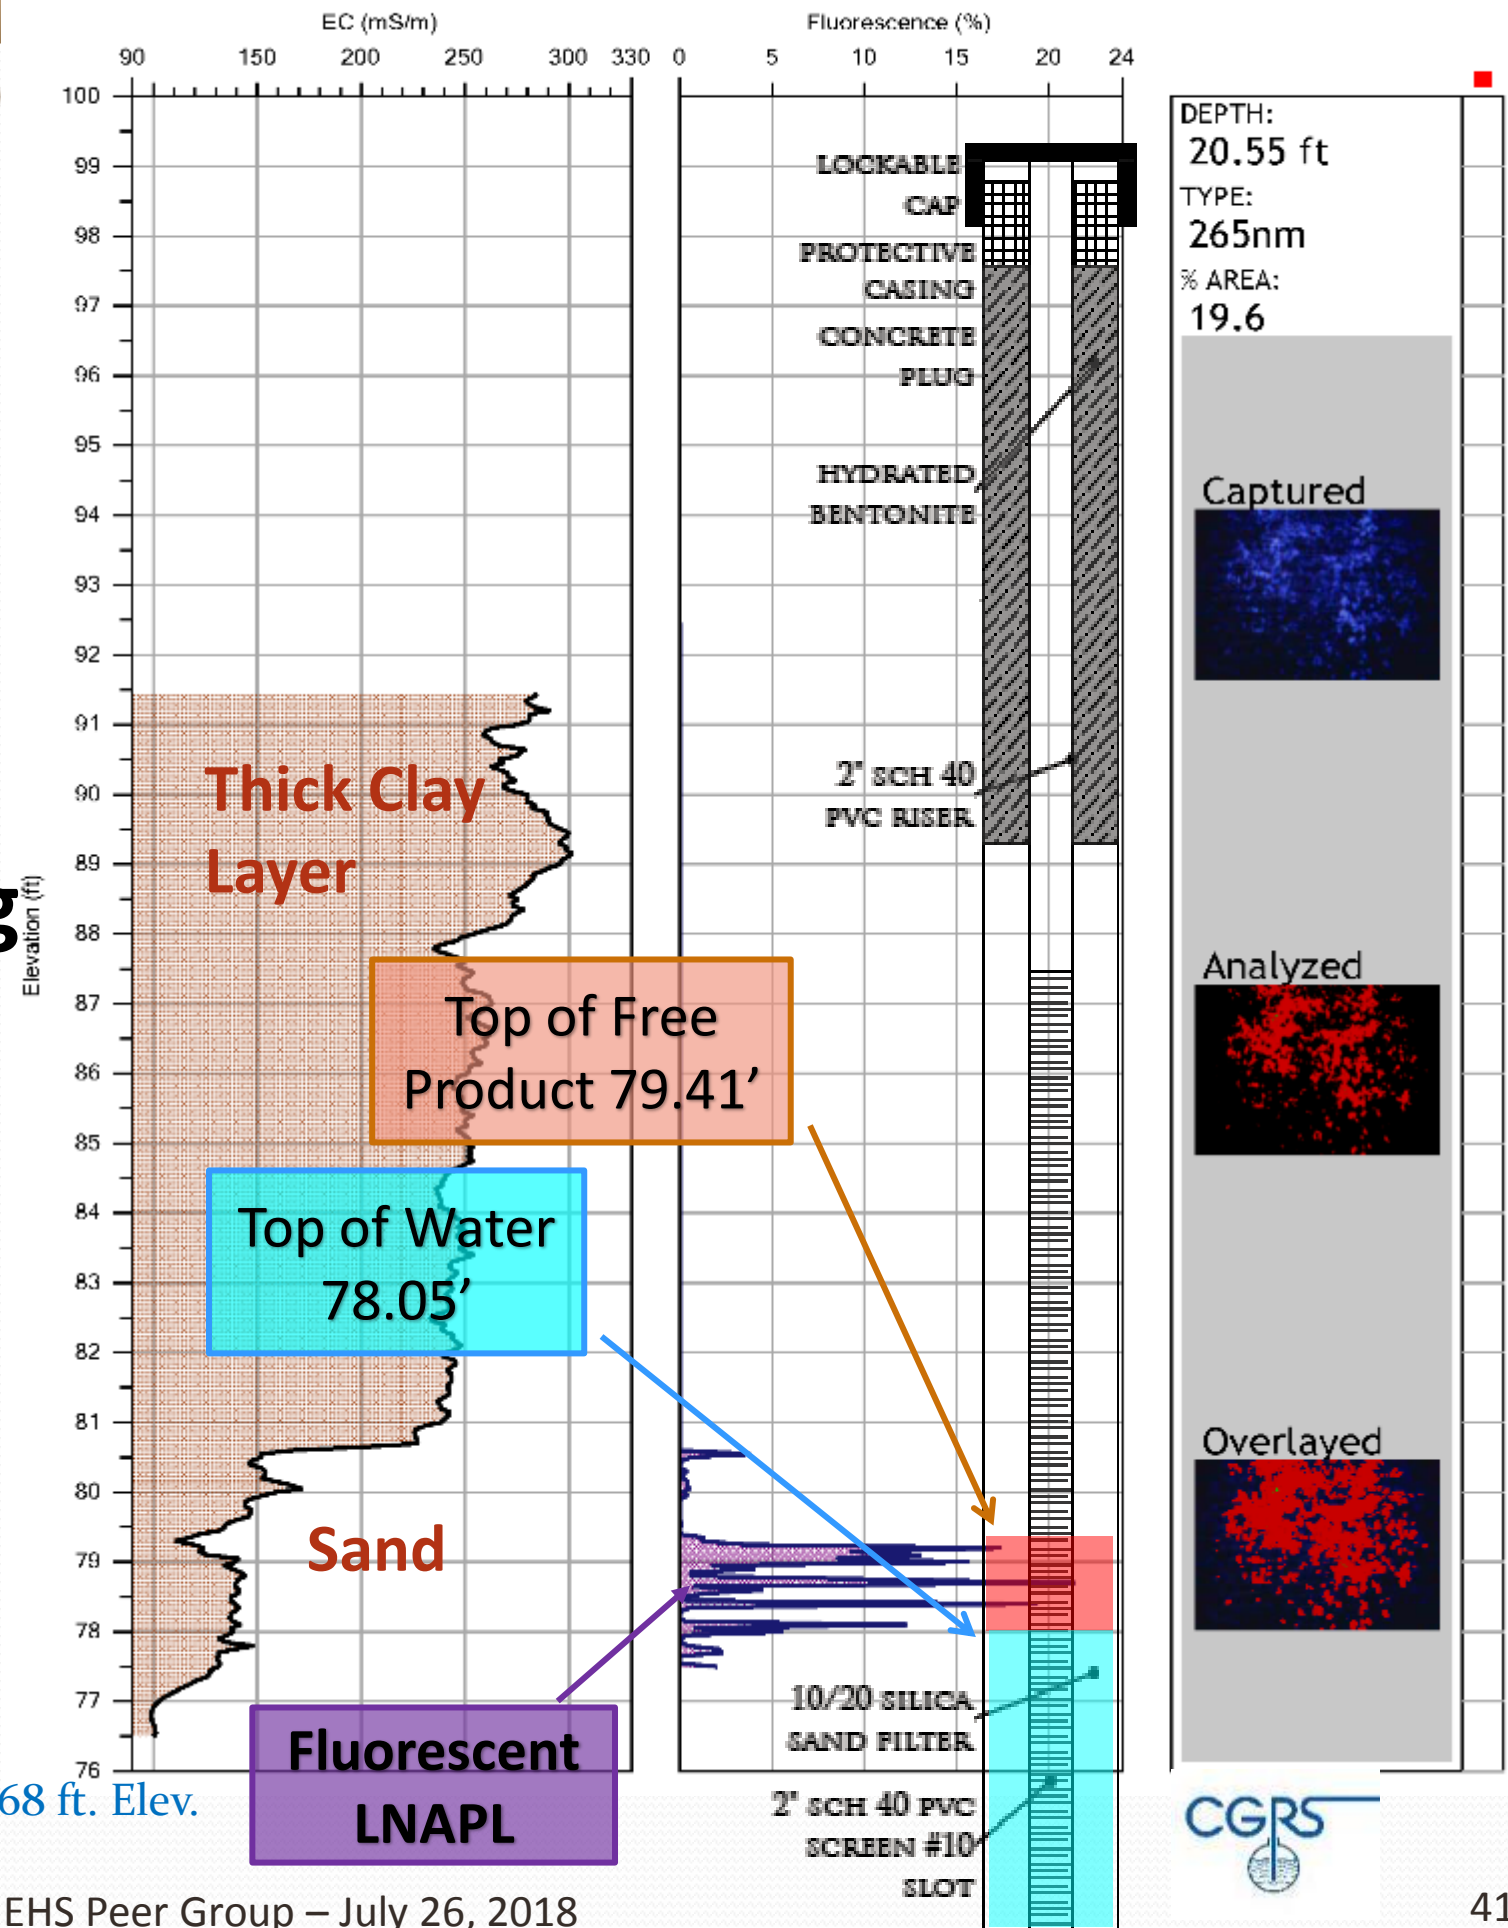 EC (mS/m)
90 150 200 250 300 330
Fluorescence (%)
0 5 10 15 20 24
Elevation (ft)
100
99
98
97
96
95
94
93
92
91
90
89
88
87
86
85
84
83
82
81
80
79
78
77
76
g
Thick Clay
Layer
Sand
Top of Free
Product 79.41’
Top of Water
78.05’
Fluorescent
LNAPL
LOCKABLE
CAP
PROTECTIVE
CASING
CONCRETE
PLUG
HYDRATED
BENTONITE
2" SCH 40
PVC RISER
10/20 SILICA
SAND FILTER
2" SCH 40 PVC
SCREEN #10
SLOT
DEPTH:
20.55 ft
TYPE:
265nm
% AREA:
19.6
Captured
Analyzed
Overlayed
CGRS
68 ft. Elev.
EHS Peer Group – July 26, 2018
41